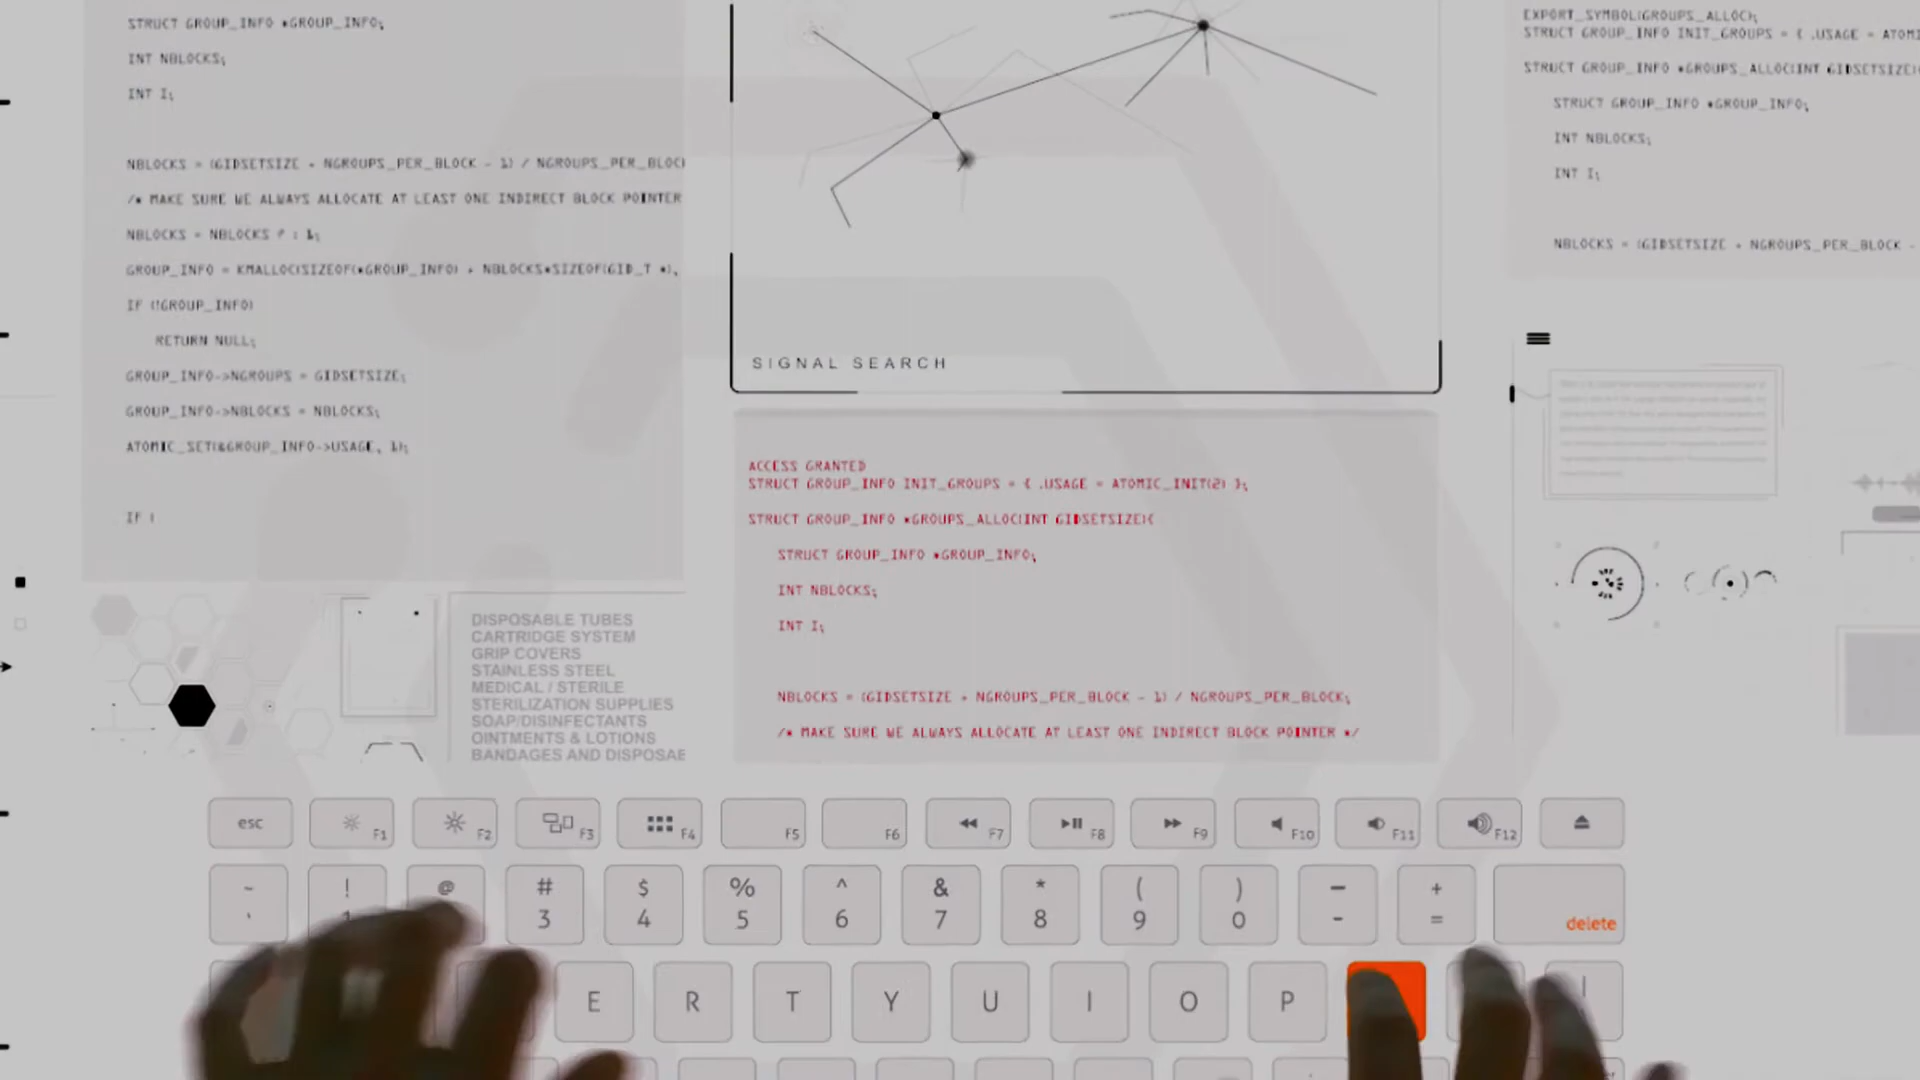 STRUCT GROUP_INFO *GROUP_INFO;
INT NBLOCKS;
INT I;
NBLOCKS = (GIDSETSIZE + NGROUPS_PER_BLOCK - 1) / NGROUPS_PER_BLOCK
/* MAKE SURE WE ALWAYS ALLOCATE AT LEAST ONE INDIRECT BLOCK POINTER
NBLOCKS = NBLOCKS ? : 1;
GROUP_INFO = KMALLOC(SIZEOF(*GROUP_INFO) + NBLOCKS*SIZEOF(GID_T *),
IF (!GROUP_INFO)
RETURN NULL;
GROUP_INFO->NGROUPS = GIDSETSIZE;
GROUP_INFO->NBLOCKS = NBLOCKS;
ATOMIC_SET(&GROUP_INFO->USAGE, 1);
IF (
SIGNAL SEARCH
EXPORT_SYMBOL(GROUPS_ALLOC);
STRUCT GROUP_INFO INIT_GROUPS = { .USAGE = ATOMI
STRUCT GROUP_INFO *GROUPS_ALLOC(INT GIDSETSIZE){
STRUCT GROUP_INFO *GROUP_INFO;
INT NBLOCKS;
INT I;
NBLOCKS = (GIDSETSIZE + NGROUPS_PER_BLOCK -
ACCESS GRANTED
STRUCT GROUP_INFO INIT_GROUPS = { .USAGE = ATOMIC_INIT(2) };
STRUCT GROUP_INFO *GROUPS_ALLOC(INT GIDSETSIZE){
STRUCT GROUP_INFO *GROUP_INFO;
INT NBLOCKS;
INT I;
NBLOCKS = (GIDSETSIZE + NGROUPS_PER_BLOCK - 1) / NGROUPS_PER_BLOCK;
/* MAKE SURE WE ALWAYS ALLOCATE AT LEAST ONE INDIRECT BLOCK POINTER */
DISPOSABLE TUBES
CARTRIDGE SYSTEM
GRIP COVERS
STAINLESS STEEL
MEDICAL / STERILE
STERILIZATION SUPPLIES
SOAP/DISINFECTANTS
OINTMENTS & LOTIONS
BANDAGES AND DISPOSAE
esc F1 F2 F3 F4 F5 F6 F7 F8 F9 F10 F11 F12
~ ! @ # $ % ^ & * ( ) — +
` 1 3 4 5 6 7 8 9 0 - = delete
E R T Y U I O P